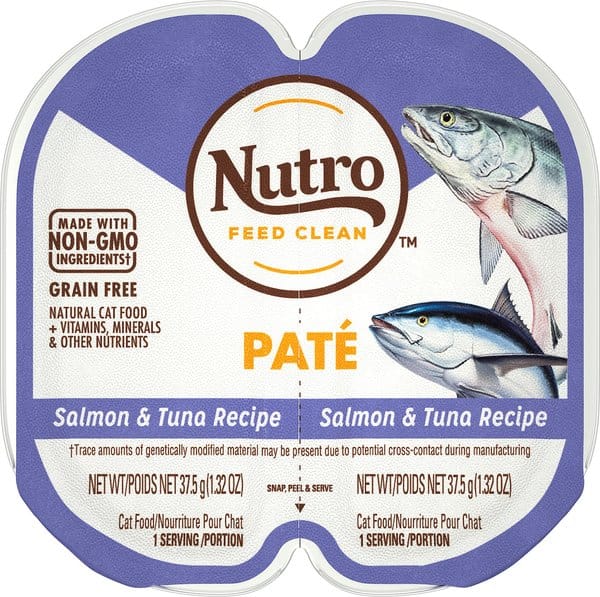 Nutro
FEED CLEAN
™
MADE WITH
NON-GMO
INGREDIENTS†
GRAIN FREE
NATURAL CAT FOOD
+ VITAMINS, MINERALS
& OTHER NUTRIENTS
PATÉ
Salmon & Tuna Recipe
Salmon & Tuna Recipe
†Trace amounts of genetically modified material may be present due to potential cross-contact during manufacturing
NET WT/POIDS NET 37.5 g (1.32 OZ)
SNAP, PEEL & SERVE
NET WT/POIDS NET 37.5 g (1.32 OZ)
Cat Food/Nourriture Pour Chat
1 SERVING /PORTION
Cat Food/Nourriture Pour Chat
1 SERVING /PORTION